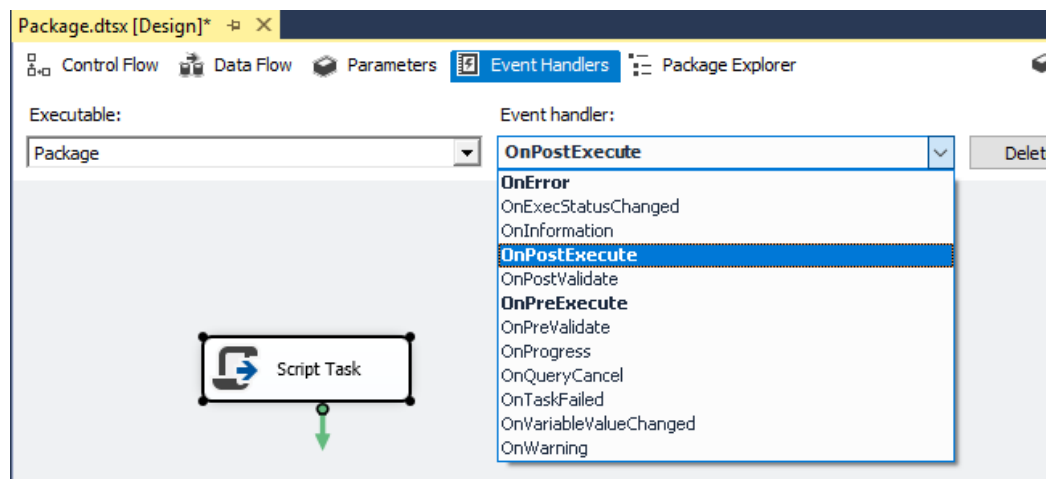 Package.dtsx [Design]*
Control Flow Data Flow Parameters Event Handlers Package Explorer
Executable: Event handler:
Package OnPostExecute Delet
OnError
OnExecStatusChanged
OnInformation
OnPostExecute
OnPostValidate
OnPreExecute
OnPreValidate
OnProgress
OnQueryCancel
OnTaskFailed
OnVariableValueChanged
OnWarning
Script Task